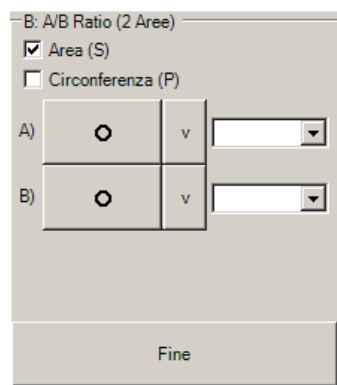 B: A/B Ratio (2 Aree)
Area (S)
Circonferenza (P)
A) v
B) v
Fine